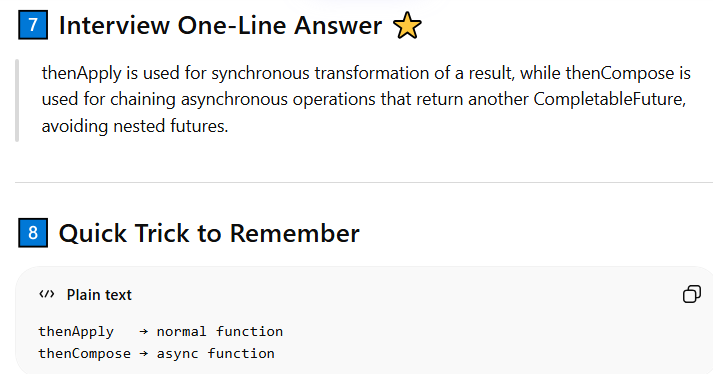 7 Interview One-Line Answer ⭐
thenApply is used for synchronous transformation of a result, while thenCompose is
used for chaining asynchronous operations that return another CompletableFuture,
avoiding nested futures.
8 Quick Trick to Remember
</> Plain text
thenApply   → normal function
thenCompose → async function